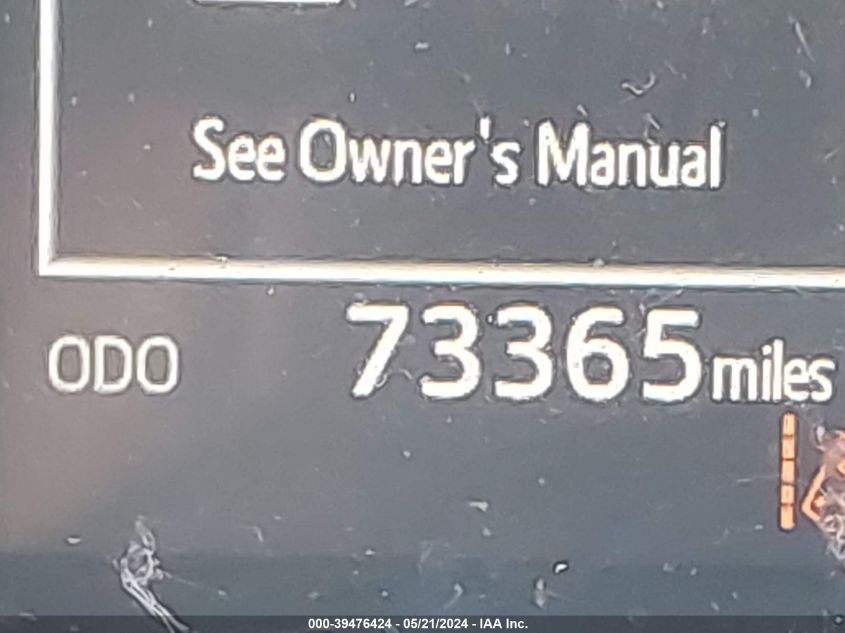 See Owner's Manual
ODO 73365 miles
000-39476424 - 05/21/2024 - IAA Inc.